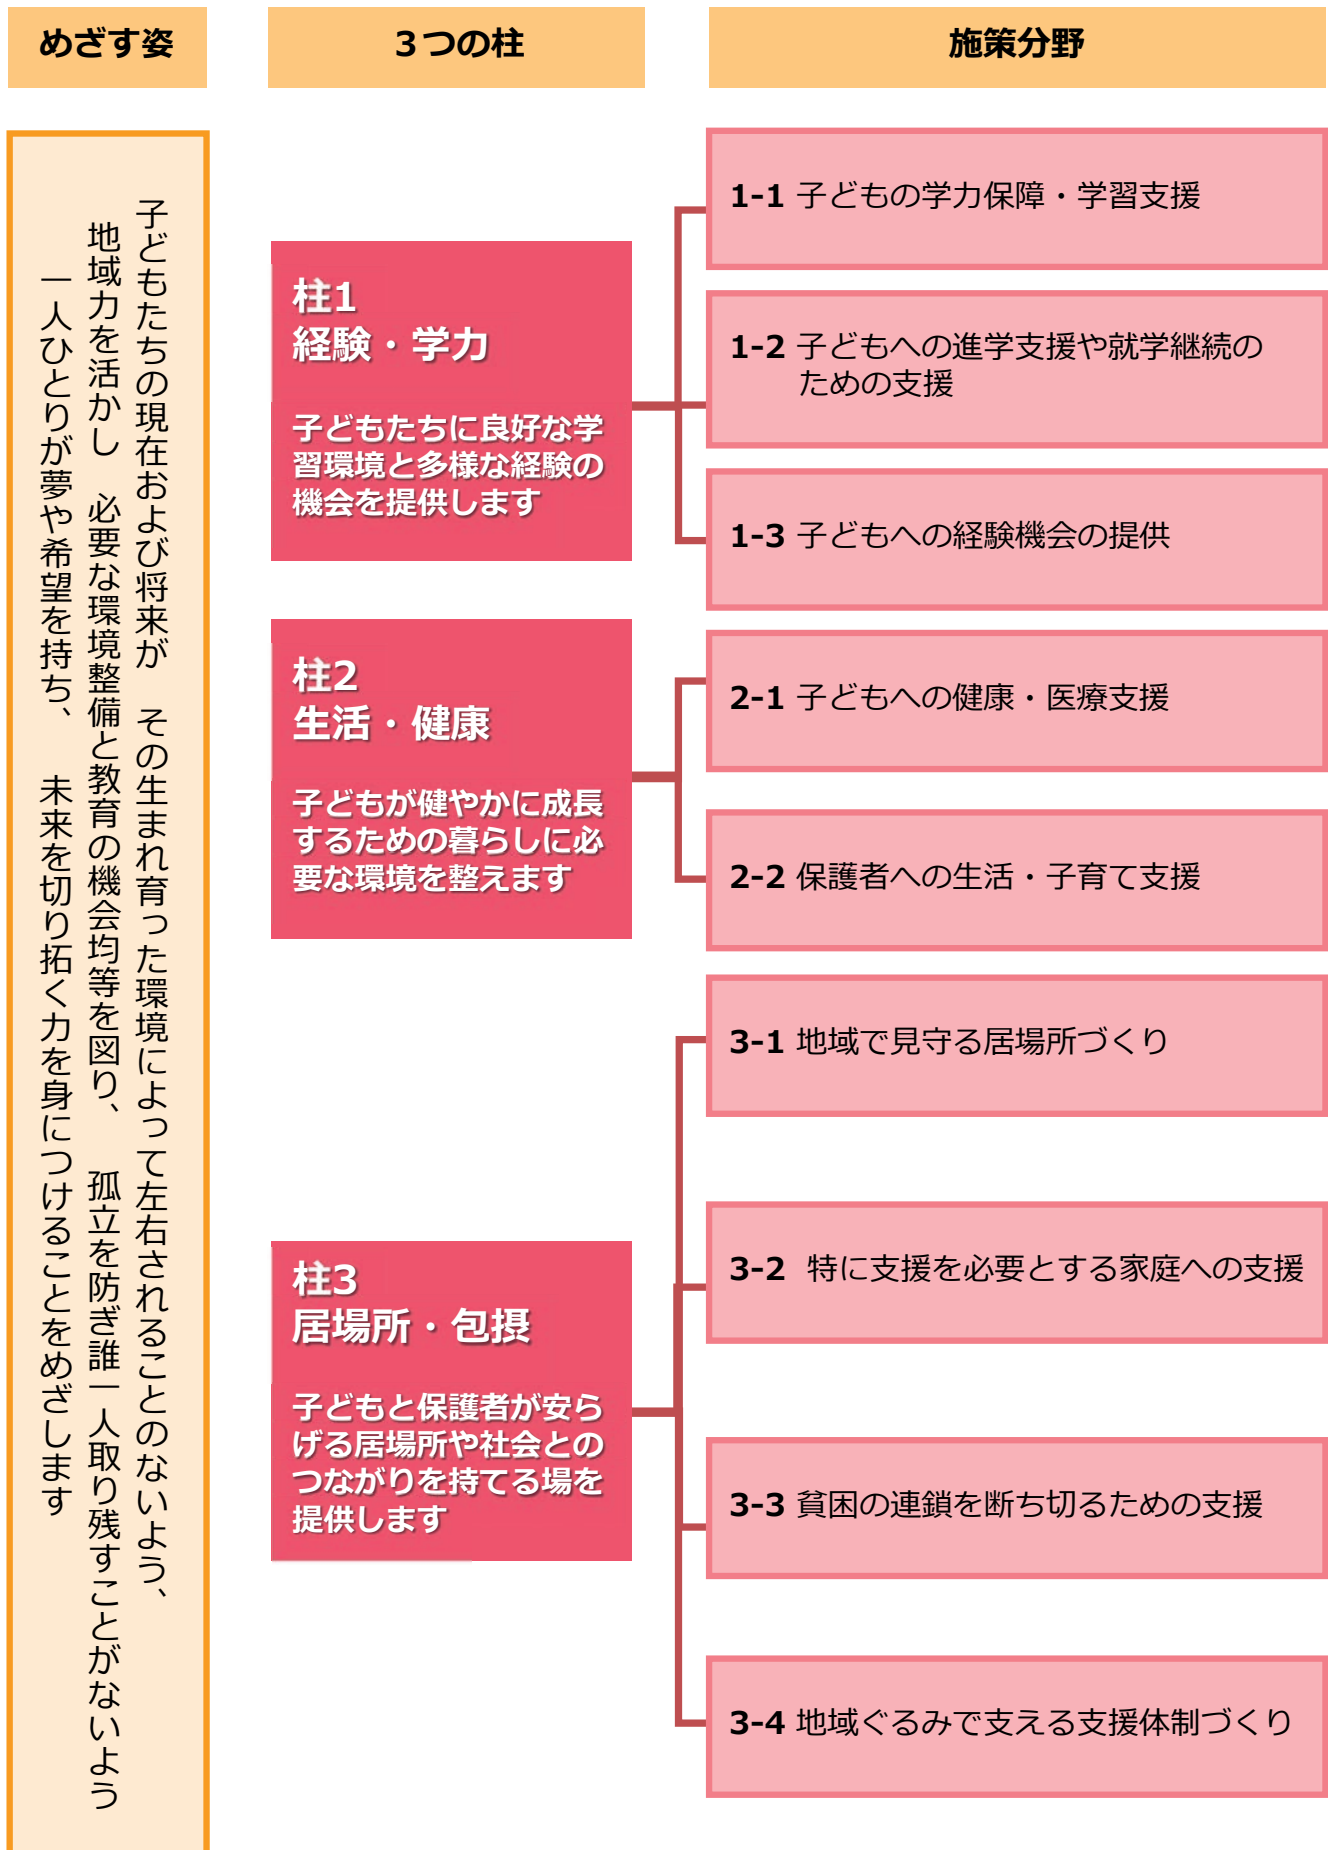 めざす姿
3つの柱
施策分野
子どもたちの現在および将来が　その生まれ育った環境によって左右されることのないよう、
地域力を活かし　必要な環境整備と教育の機会均等を図り、　孤立を防ぎ誰一人取り残すことがないよう
一人ひとりが夢や希望を持ち、　未来を切り拓く力を身につけることをめざします
柱1
経験・学力
子どもたちに良好な学
習環境と多様な経験の
機会を提供します
1-1 子どもの学力保障・学習支援
1-2 子どもへの進学支援や就学継続の
ための支援
1-3 子どもへの経験機会の提供
柱2
生活・健康
子どもが健やかに成長
するための暮らしに必
要な環境を整えます
2-1 子どもへの健康・医療支援
2-2 保護者への生活・子育て支援
柱3
居場所・包摂
子どもと保護者が安ら
げる居場所や社会との
つながりを持てる場を
提供します
3-1 地域で見守る居場所づくり
3-2 特に支援を必要とする家庭への支援
3-3 貧困の連鎖を断ち切るための支援
3-4 地域ぐるみで支える支援体制づくり